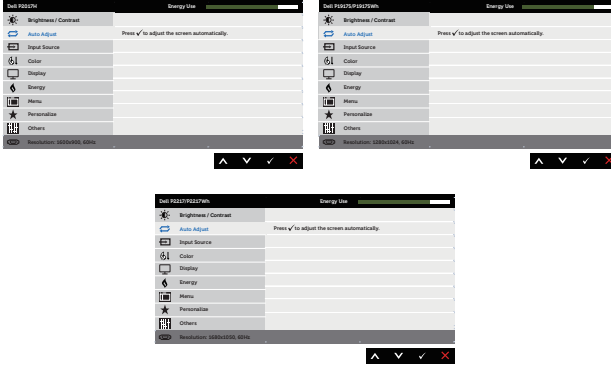 Dell P2017H Energy Use
Brightness / Contrast
Auto Adjust Press ✓ to adjust the screen automatically.
Input Source
Color
Display
Energy
Menu
Personalize
Others
Resolution: 1600x900, 60Hz
Dell P1917S/P1917SWh Energy Use
Brightness / Contrast
Auto Adjust Press ✓ to adjust the screen automatically.
Input Source
Color
Display
Energy
Menu
Personalize
Others
Resolution: 1280x1024, 60Hz
Dell P2217/P2217Wh Energy Use
Brightness / Contrast
Auto Adjust Press ✓ to adjust the screen automatically.
Input Source
Color
Display
Energy
Menu
Personalize
Others
Resolution: 1680x1050, 60Hz